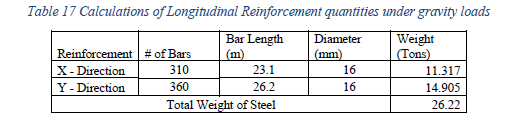 Table 17 Calculations of Longitudinal Reinforcement quantities under gravity loads
Reinforcement # of Bars Bar Length (m) Diameter (mm) Weight (Tons)
X - Direction 310 23.1 16 11.317
Y - Direction 360 26.2 16 14.905
Total Weight of Steel 26.22